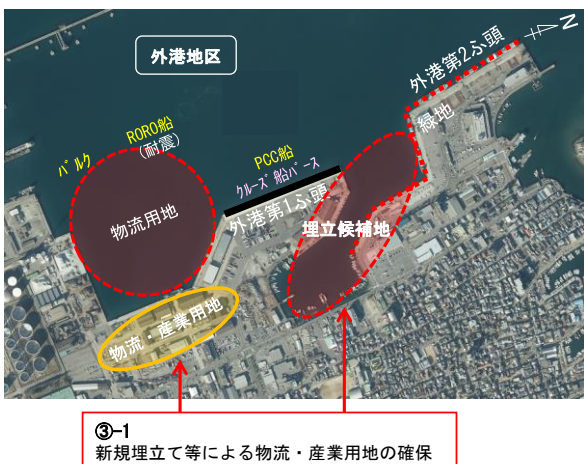 外港地区
N
外港第2ふ頭
緑地
RORO船
(耐震)
バルク
PCC船
クルーズ船バース
外港第1ふ頭
物流用地
埋立候補地
物流・産業用地
③-1
新規埋立て等による物流・産業用地の確保